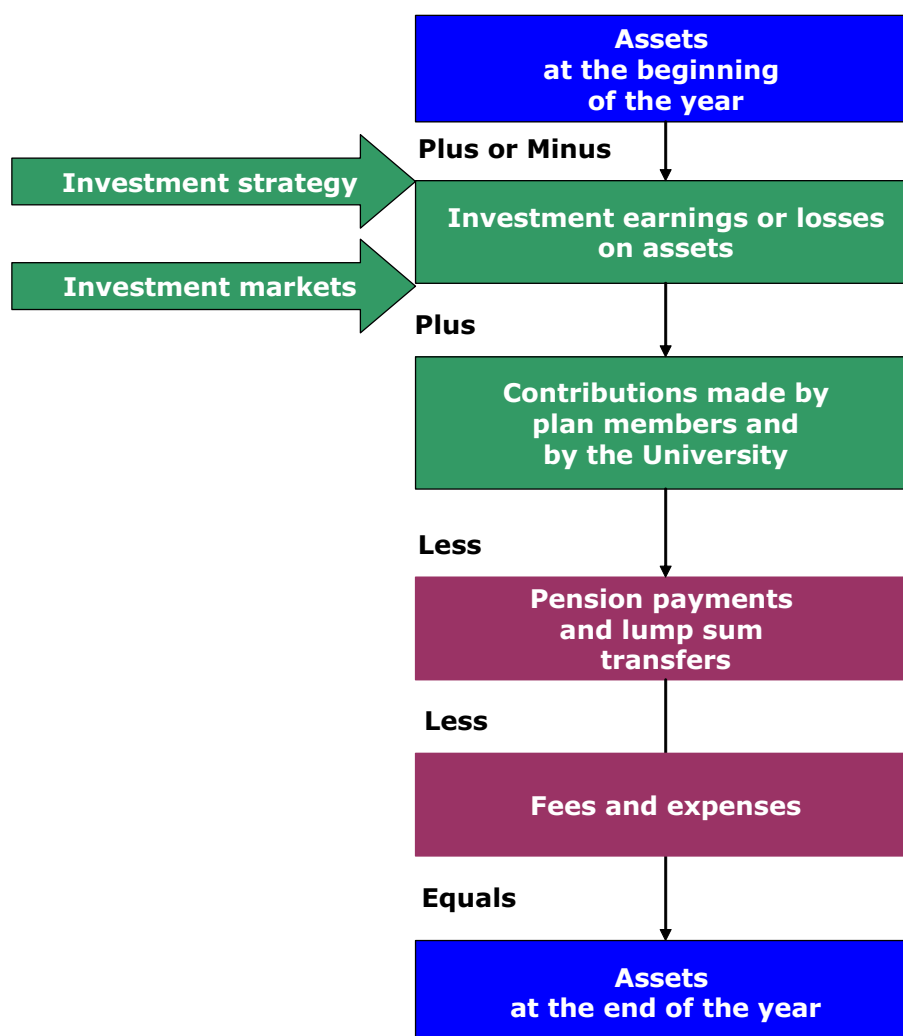 Assets
at the beginning
of the year
Plus or Minus
Investment strategy
Investment earnings or losses
on assets
Investment markets
Plus
Contributions made by
plan members and
by the University
Less
Pension payments
and lump sum
transfers
Less
Fees and expenses
Equals
Assets
at the end of the year